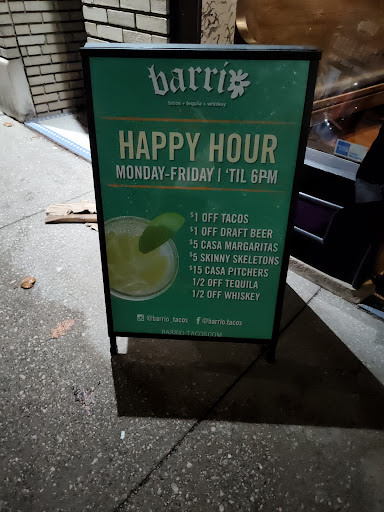 barrio
tacos + tequila + whiskey
HAPPY HOUR
MONDAY-FRIDAY | 'TIL 6PM
$1 OFF TACOS
$1 OFF DRAFT BEER
$5 CASA MARGARITAS
$5 SKINNY SKELETONS
$15 CASA PITCHERS
1/2 OFF TEQUILA
1/2 OFF WHISKEY
@barrio_tacos @barrio.tacos
BARRIO-TACOS.COM